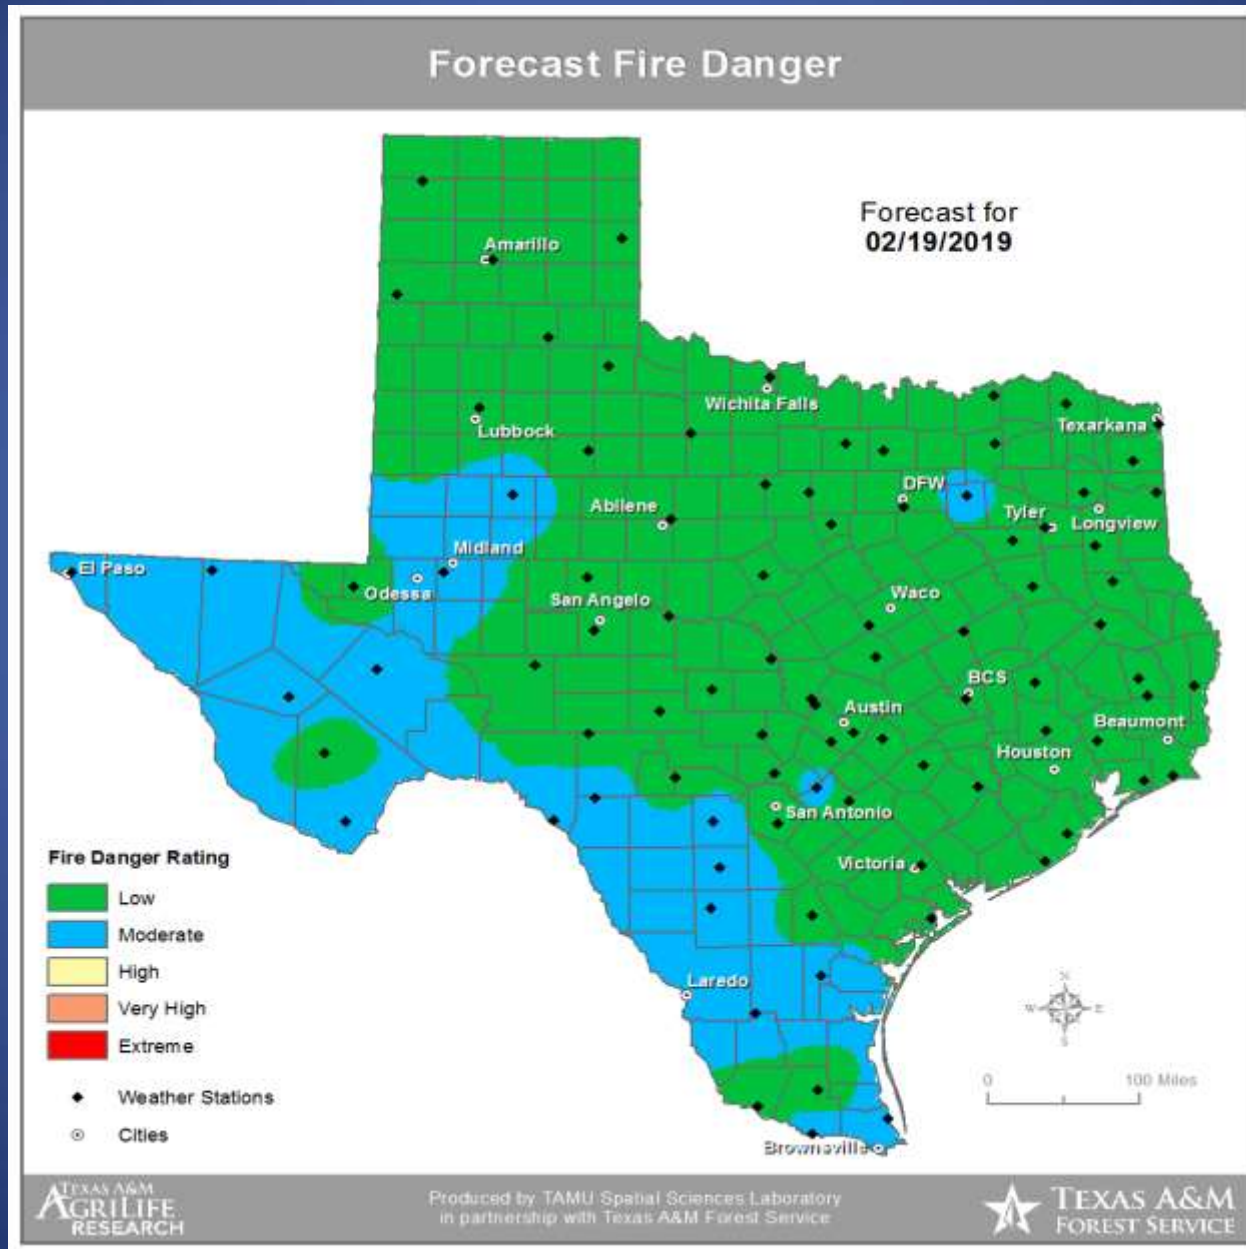 Forecast Fire Danger
Forecast for
02/19/2019
Amarillo
Wichita Falls
Lubbock
Texarkana
DFW
Abilene
Tyler
Longview
Midland
El Paso
Odessa
San Angelo
Waco
BCS
Austin
Beaumont
Houston
San Antonio
Victoria
Fire Danger Rating
Low
Moderate
High
Very High
Extreme
Weather Stations
Cities
Laredo
Brownsville
N
W
E
S
0 100 Miles
TEXAS A&M
AGRILIFE
RESEARCH
Produced by TAMU Spatial Sciences Laboratory
in partnership with Texas A&M Forest Service
TEXAS A&M
FOREST SERVICE